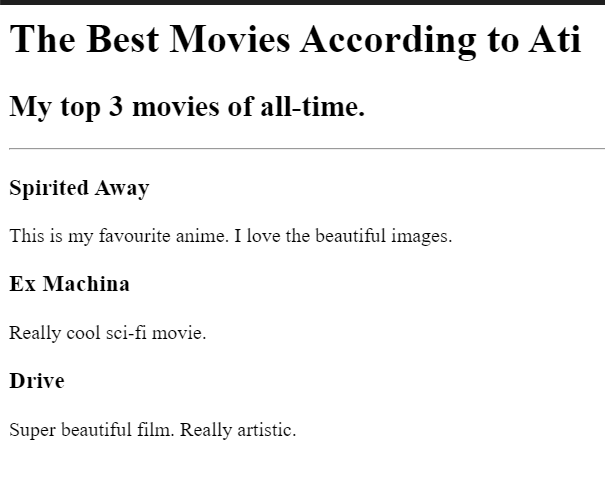 The Best Movies According to Ati
My top 3 movies of all-time.
Spirited Away
This is my favourite anime. I love the beautiful images.
Ex Machina
Really cool sci-fi movie.
Drive
Super beautiful film. Really artistic.